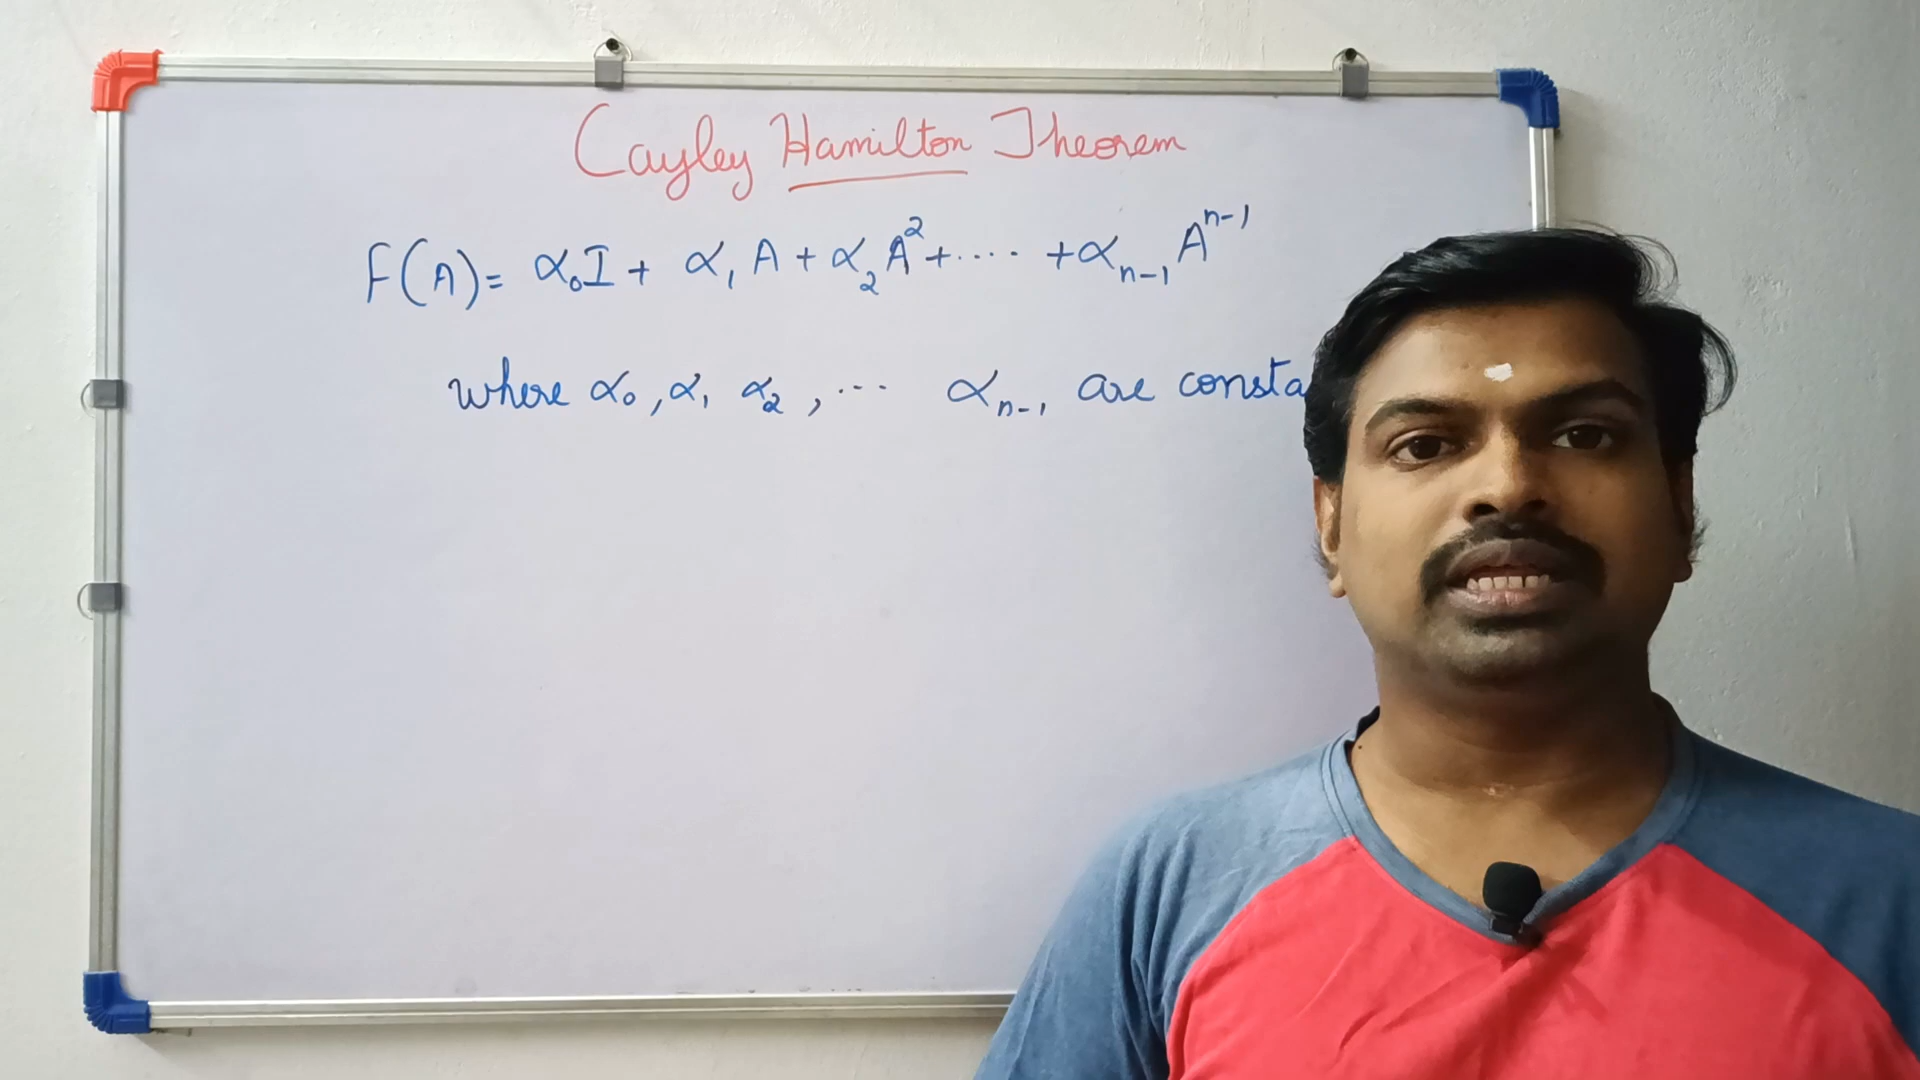 Cayley Hamilton Theorem
F(A) = α₀I + α₁A + α₂A² + .... + αₙ₋₁Aⁿ⁻¹
where α₀, α₁ α₂, ... αₙ₋₁ are consta